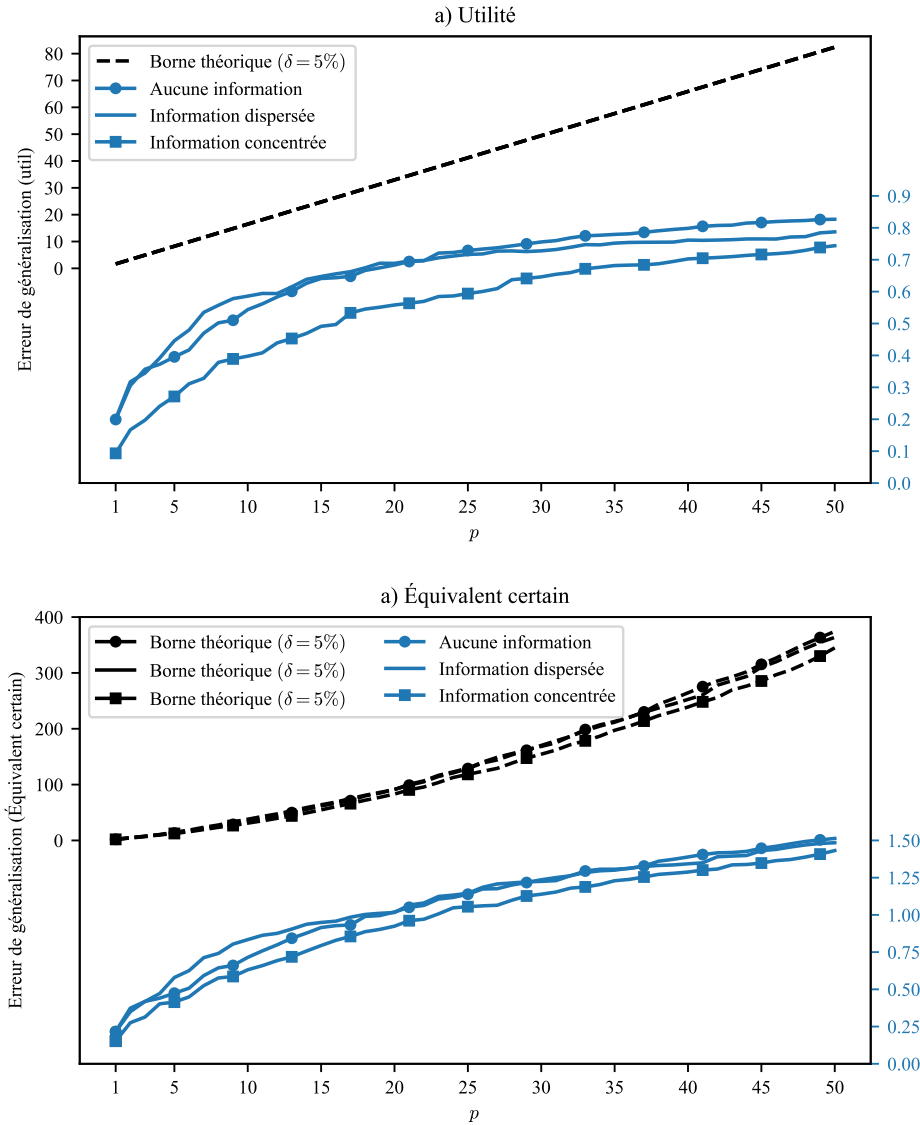 a) Utilité
Borne théorique (δ = 5%)
Aucune information
Information dispersée
Information concentrée
Erreur de généralisation (util)
80
70
60
50
40
30
20
10
0
0.9
0.8
0.7
0.6
0.5
0.4
0.3
0.2
0.1
0.0
1 5 10 15 20 25 30 35 40 45 50
p
a) Équivalent certain
Borne théorique (δ = 5%) Aucune information
Borne théorique (δ = 5%) Information dispersée
Borne théorique (δ = 5%) Information concentrée
Erreur de généralisation (Équivalent certain)
400
300
200
100
0
1.50
1.25
1.00
0.75
0.50
0.25
0.00
1 5 10 15 20 25 30 35 40 45 50
p